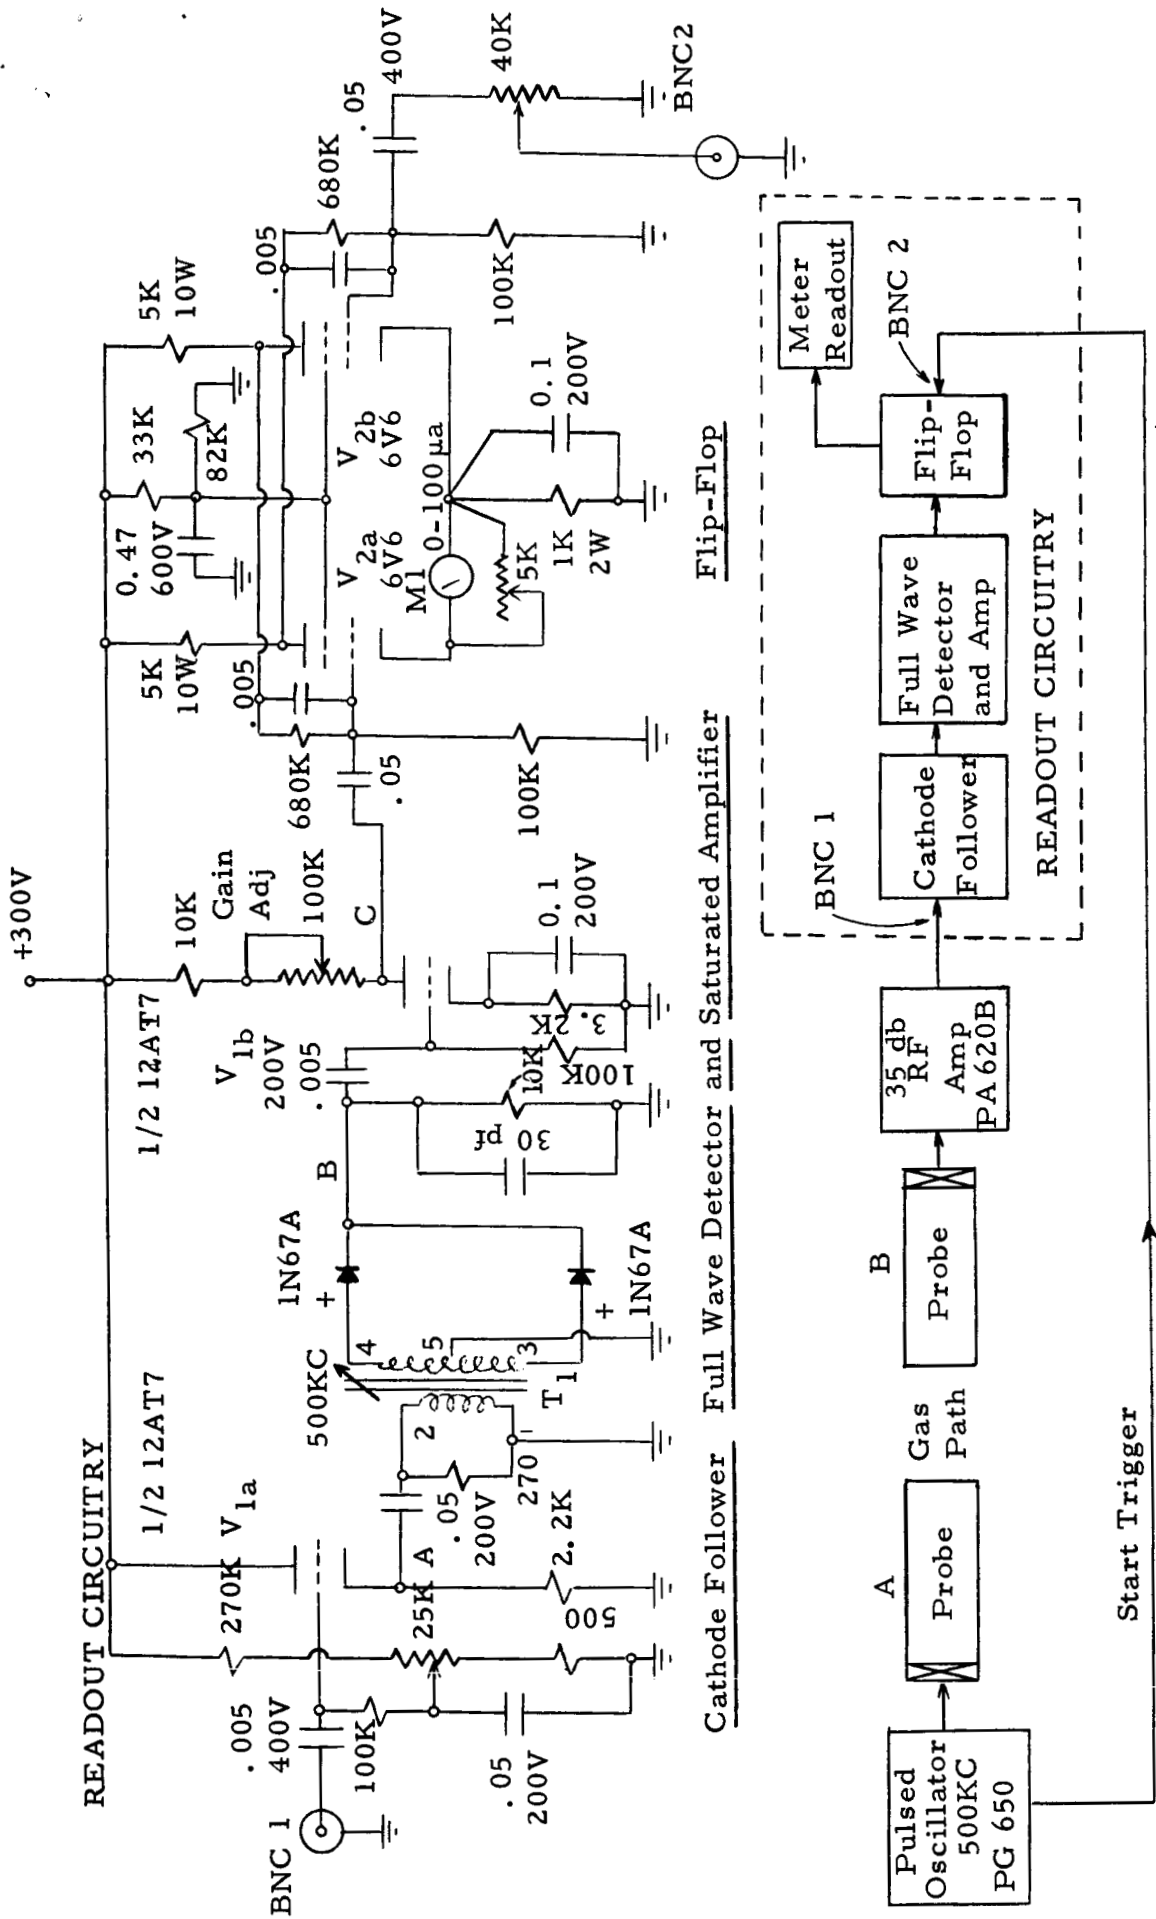 READOUT CIRCUITRY
+300V
BNC 1
.005
400V
100K
.05
200V
270K
25K
500
V1a
1/2 12AT7
A
2.2K
.05
200V
270
500KC
2
1
T1
4
5
3
1N67A
+
+
1N67A
B
30 pf
10K
.005
200V
V1b
1/2 12AT7
100K
3.2K
0.1
200V
10K
Gain
Adj
100K
C
.05
680K
.005
100K
5K
10W
0.47
600V
33K
82K
V2a
6V6
V2b
6V6
M1
0-100µa
5K
1K
2W
0.1
200V
5K
10W
.005
680K
100K
.05
400V
40K
BNC2
Cathode Follower
Full Wave Detector and Saturated Amplifier
Flip-Flop
Pulsed
Oscillator
500KC
PG 650
A
Probe
Gas
Path
B
Probe
35 db
RF
Amp
PA 620B
BNC 1
Cathode
Follower
Full Wave
Detector
and Amp
Flip-
Flop
Meter
Readout
BNC 2
READOUT CIRCUITRY
Start Trigger